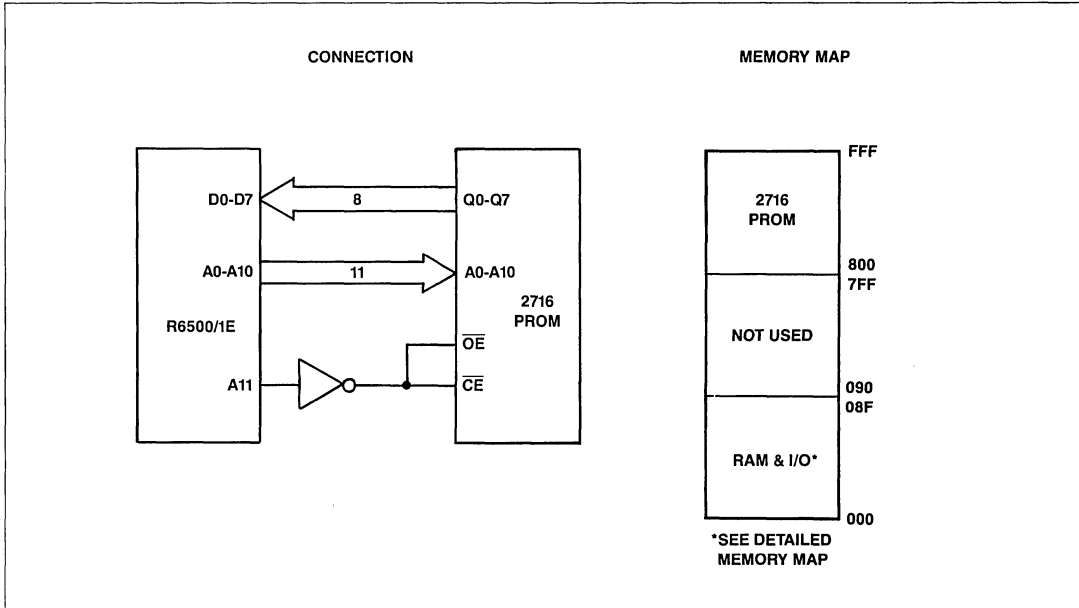 CONNECTION
MEMORY MAP
R6500/1E
D0-D7
8
Q0-Q7
A0-A10
11
A0-A10
2716
PROM
A11
OE
CE
FFF
2716
PROM
800
7FF
NOT USED
090
08F
RAM & I/O*
000
*SEE DETAILED
MEMORY MAP